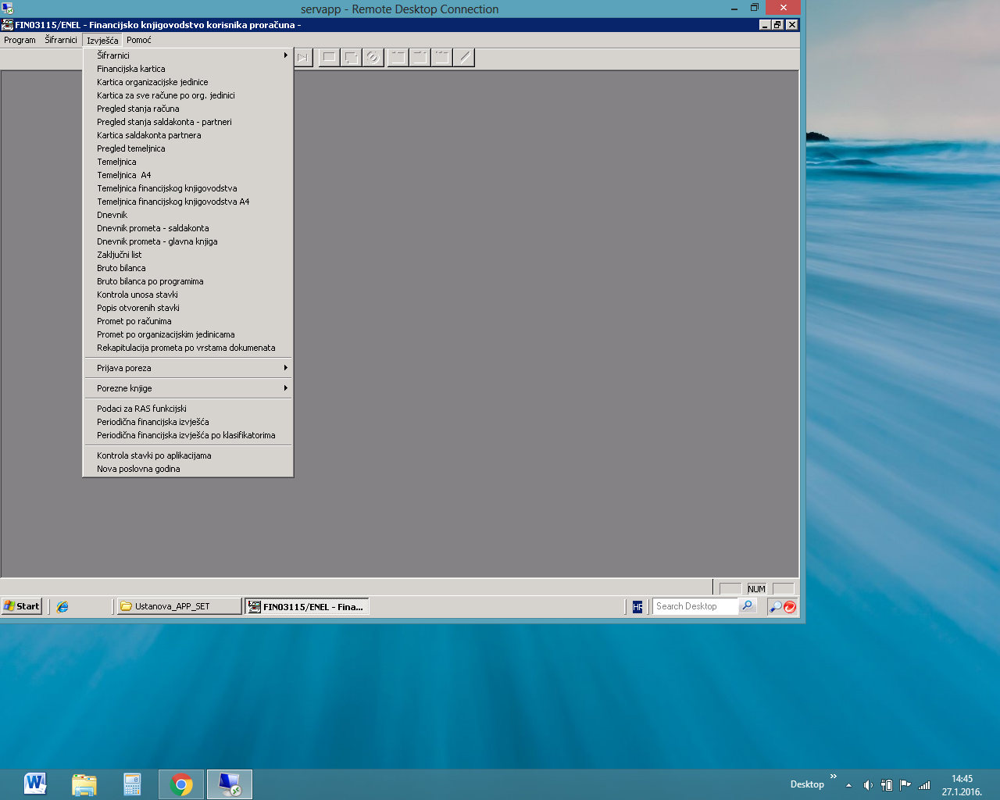 servapp - Remote Desktop Connection
FIN03115/ENEL - Financijsko knjigovodstvo korisnika proračuna -
Program Šifrarnici Izvješća Pomoć
Šifrarnici
Financijska kartica
Kartica organizacijske jedinice
Kartica za sve račune po org. jedinici
Pregled stanja računa
Pregled stanja saldakonta - partneri
Kartica saldakonta partnera
Pregled temeljnica
Temeljnica
Temeljnica A4
Temeljnica financijskog knjigovodstva
Temeljnica financijskog knjigovodstva A4
Dnevnik
Dnevnik prometa - saldakonta
Dnevnik prometa - glavna knjiga
Zaključni list
Bruto bilanca
Bruto bilanca po programima
Kontrola unosa stavki
Popis otvorenih stavki
Promet po računima
Promet po organizacijskim jedinicama
Rekapitulacija prometa po vrstama dokumenata
Prijava poreza
Porezne knjige
Podaci za RAS funkcijski
Periodična financijska izvješća
Periodična financijska izvješća po klasifikatorima
Kontrola stavki po aplikacijama
Nova poslovna godina
NUM
Start Ustanova_APP_SET FIN03115/ENEL - Fina... HR Search Desktop
Desktop 14:45
27.1.2016.